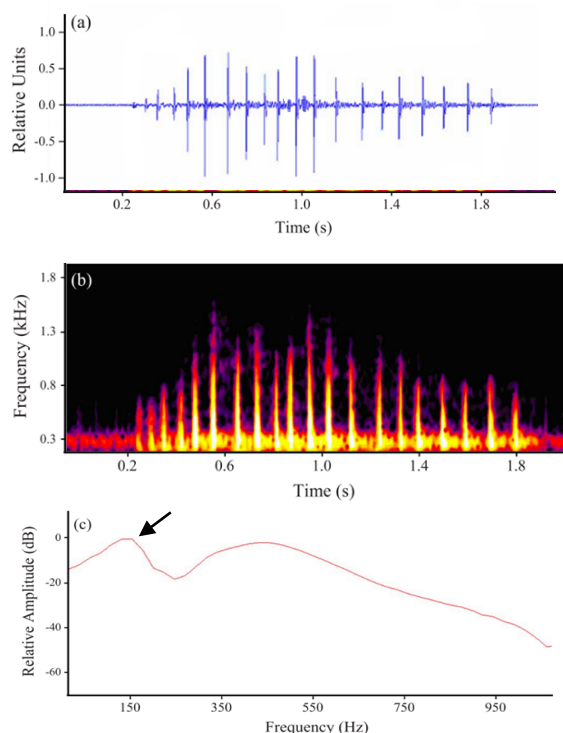 (a)
Relative Units
1.0
0.5
0.0
-0.5
-1.0
0.2 0.6 1.0 1.4 1.8
Time (s)
(b)
Frequency (kHz)
1.8
1.3
0.8
0.3
0.2 0.6 1.0 1.4 1.8
Time (s)
(c)
Relative Amplitude (dB)
0
-20
-40
-60
150 350 550 750 950
Frequency (Hz)